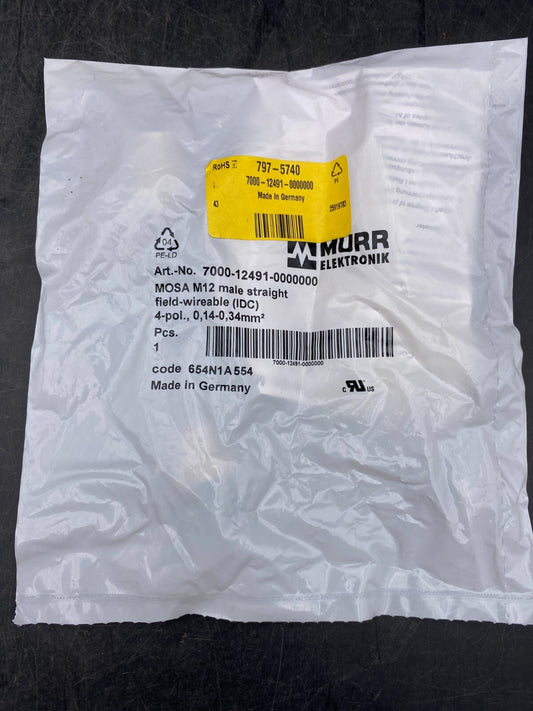 RoHS
797-5740
7000-12491-0000000
Made in Germany
PE
04
PE-LD
MURR
ELEKTRONIK
Art.-No. 7000-12491-0000000
MOSA M12 male straight
field-wireable (IDC)
4-pol., 0,14-0,34mm²
Pcs.
1
7000-12491-0000000
code 654N1A554
Made in Germany
c RU US